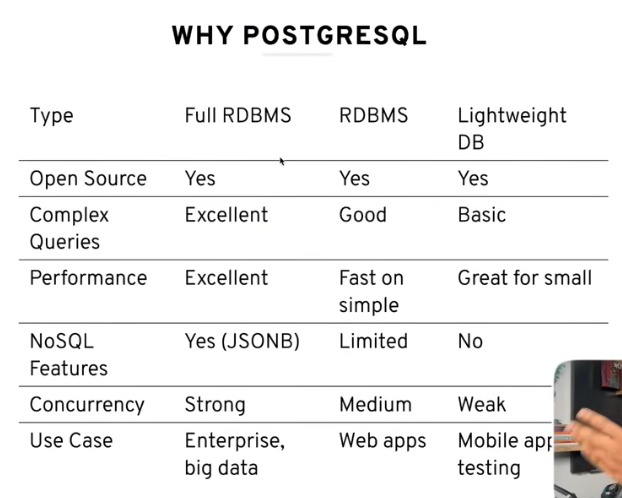 WHY POSTGRESQL
Type Full RDBMS RDBMS Lightweight DB
Open Source Yes Yes Yes
Complex Queries Excellent Good Basic
Performance Excellent Fast on simple Great for small
NoSQL Features Yes (JSONB) Limited No
Concurrency Strong Medium Weak
Use Case Enterprise, big data Web apps Mobile app testing